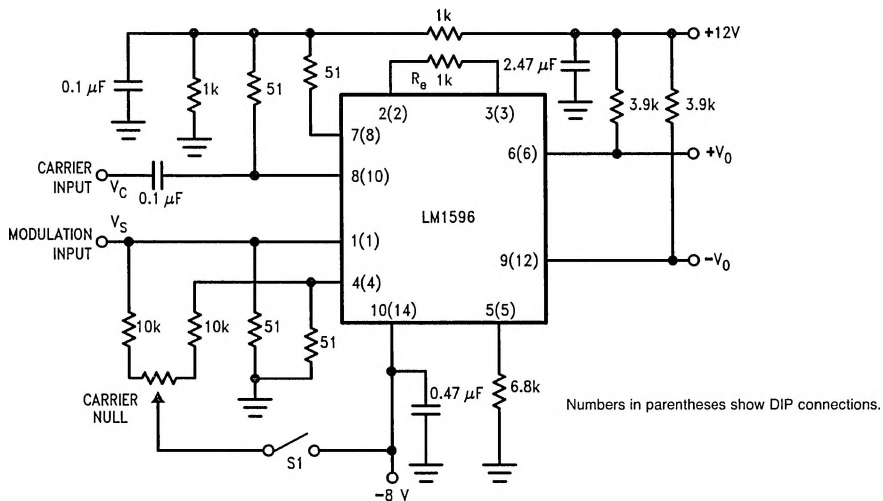 1k
+12V
0.1 μF
1k
51
51
Re 1k
2.47 μF
3.9k
3.9k
2(2)
3(3)
7(8)
6(6)
+VO
CARRIER
INPUT
VC
0.1 μF
8(10)
LM1596
MODULATION
INPUT
VS
1(1)
9(12)
-VO
4(4)
10(14)
5(5)
10k
10k
51
51
CARRIER
NULL
0.47 μF
6.8k
Numbers in parentheses show DIP connections.
S1
-8 V